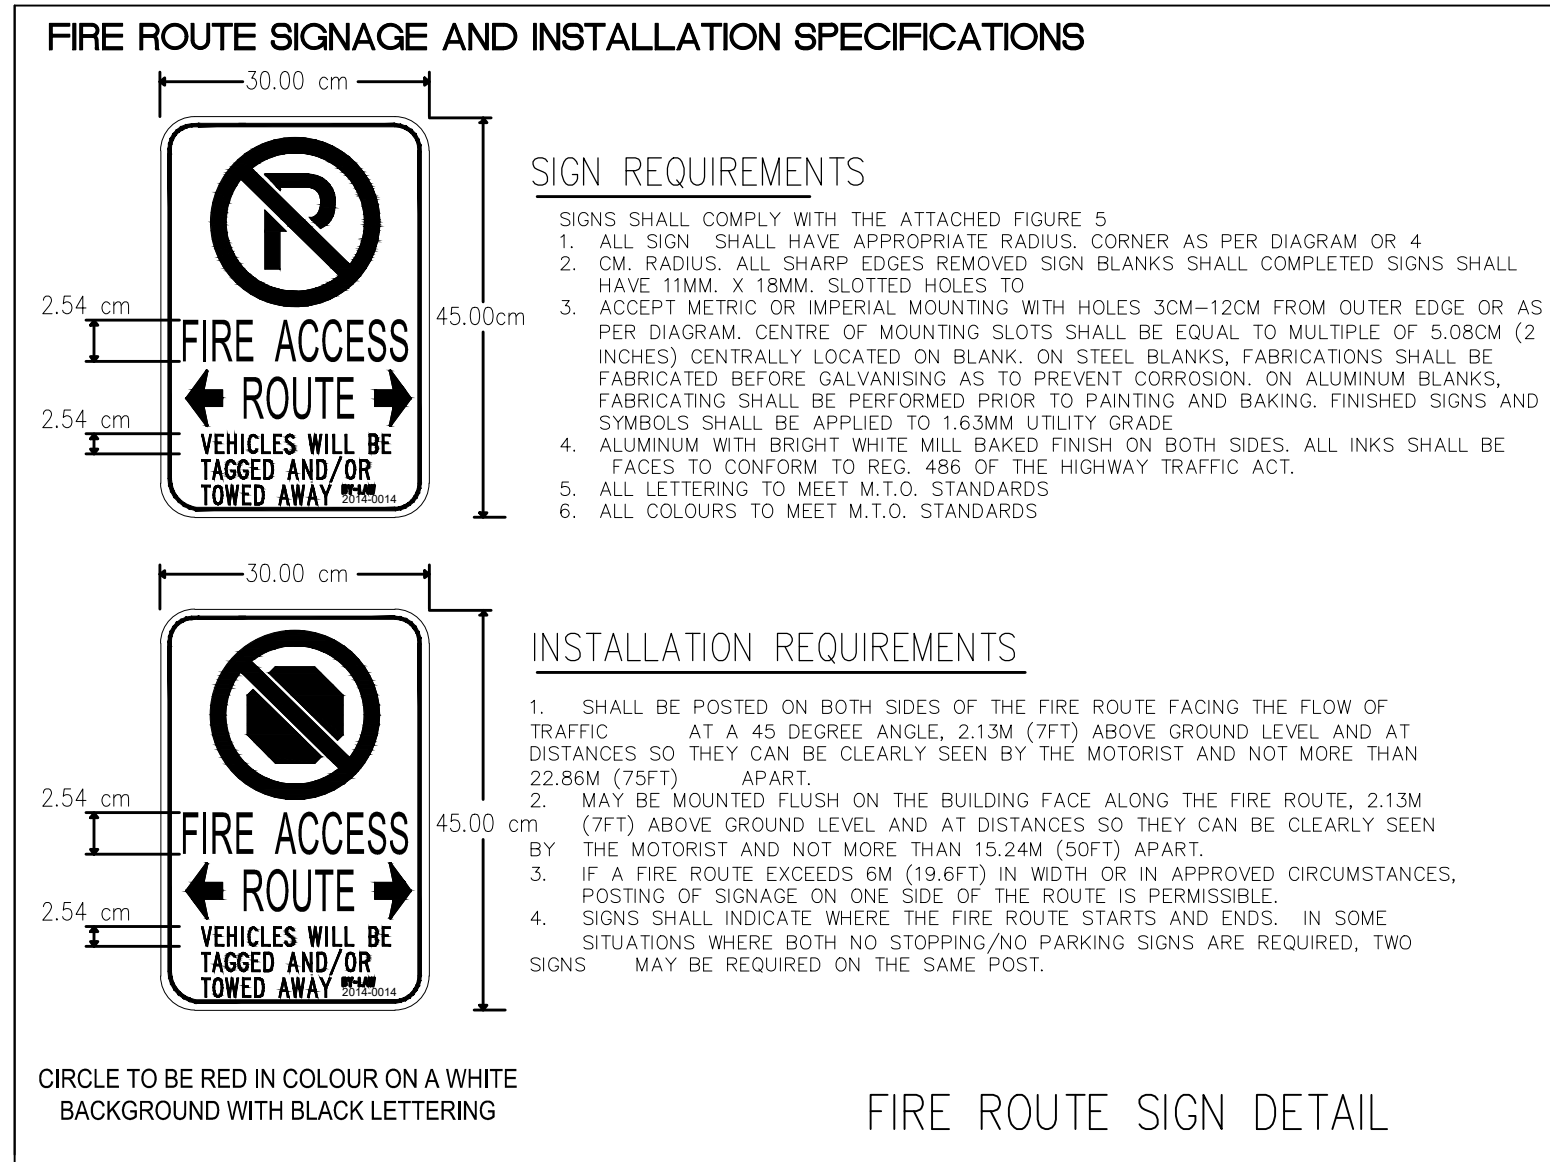 FIRE ROUTE SIGNAGE AND INSTALLATION SPECIFICATIONS
30.00 cm
2.54 cm
45.00cm
FIRE ACCESS
ROUTE
2.54 cm
VEHICLES WILL BE
TAGGED AND/OR
TOWED AWAY BY-LAW
2014-0014
SIGN REQUIREMENTS
SIGNS SHALL COMPLY WITH THE ATTACHED FIGURE 5
1. ALL SIGN SHALL HAVE APPROPRIATE RADIUS. CORNER AS PER DIAGRAM OR 4
2. CM. RADIUS. ALL SHARP EDGES REMOVED SIGN BLANKS SHALL COMPLETED SIGNS SHALL
HAVE 11MM. X 18MM. SLOTTED HOLES TO
3. ACCEPT METRIC OR IMPERIAL MOUNTING WITH HOLES 3CM-12CM FROM OUTER EDGE OR AS
PER DIAGRAM. CENTRE OF MOUNTING SLOTS SHALL BE EQUAL TO MULTIPLE OF 5.08CM (2
INCHES) CENTRALLY LOCATED ON BLANK. ON STEEL BLANKS, FABRICATIONS SHALL BE
FABRICATED BEFORE GALVANISING AS TO PREVENT CORROSION. ON ALUMINUM BLANKS,
FABRICATING SHALL BE PERFORMED PRIOR TO PAINTING AND BAKING. FINISHED SIGNS AND
SYMBOLS SHALL BE APPLIED TO 1.63MM UTILITY GRADE
4. ALUMINUM WITH BRIGHT WHITE MILL BAKED FINISH ON BOTH SIDES. ALL INKS SHALL BE
FACES TO CONFORM TO REG. 486 OF THE HIGHWAY TRAFFIC ACT.
5. ALL LETTERING TO MEET M.T.O. STANDARDS
6. ALL COLOURS TO MEET M.T.O. STANDARDS
30.00 cm
2.54 cm
45.00 cm
FIRE ACCESS
ROUTE
2.54 cm
VEHICLES WILL BE
TAGGED AND/OR
TOWED AWAY BY-LAW
2014-0014
INSTALLATION REQUIREMENTS
1. SHALL BE POSTED ON BOTH SIDES OF THE FIRE ROUTE FACING THE FLOW OF
TRAFFIC AT A 45 DEGREE ANGLE, 2.13M (7FT) ABOVE GROUND LEVEL AND AT
DISTANCES SO THEY CAN BE CLEARLY SEEN BY THE MOTORIST AND NOT MORE THAN
22.86M (75FT) APART.
2. MAY BE MOUNTED FLUSH ON THE BUILDING FACE ALONG THE FIRE ROUTE, 2.13M
(7FT) ABOVE GROUND LEVEL AND AT DISTANCES SO THEY CAN BE CLEARLY SEEN
BY THE MOTORIST AND NOT MORE THAN 15.24M (50FT) APART.
3. IF A FIRE ROUTE EXCEEDS 6M (19.6FT) IN WIDTH OR IN APPROVED CIRCUMSTANCES,
POSTING OF SIGNAGE ON ONE SIDE OF THE ROUTE IS PERMISSIBLE.
4. SIGNS SHALL INDICATE WHERE THE FIRE ROUTE STARTS AND ENDS. IN SOME
SITUATIONS WHERE BOTH NO STOPPING/NO PARKING SIGNS ARE REQUIRED, TWO
SIGNS MAY BE REQUIRED ON THE SAME POST.
CIRCLE TO BE RED IN COLOUR ON A WHITE
BACKGROUND WITH BLACK LETTERING
FIRE ROUTE SIGN DETAIL